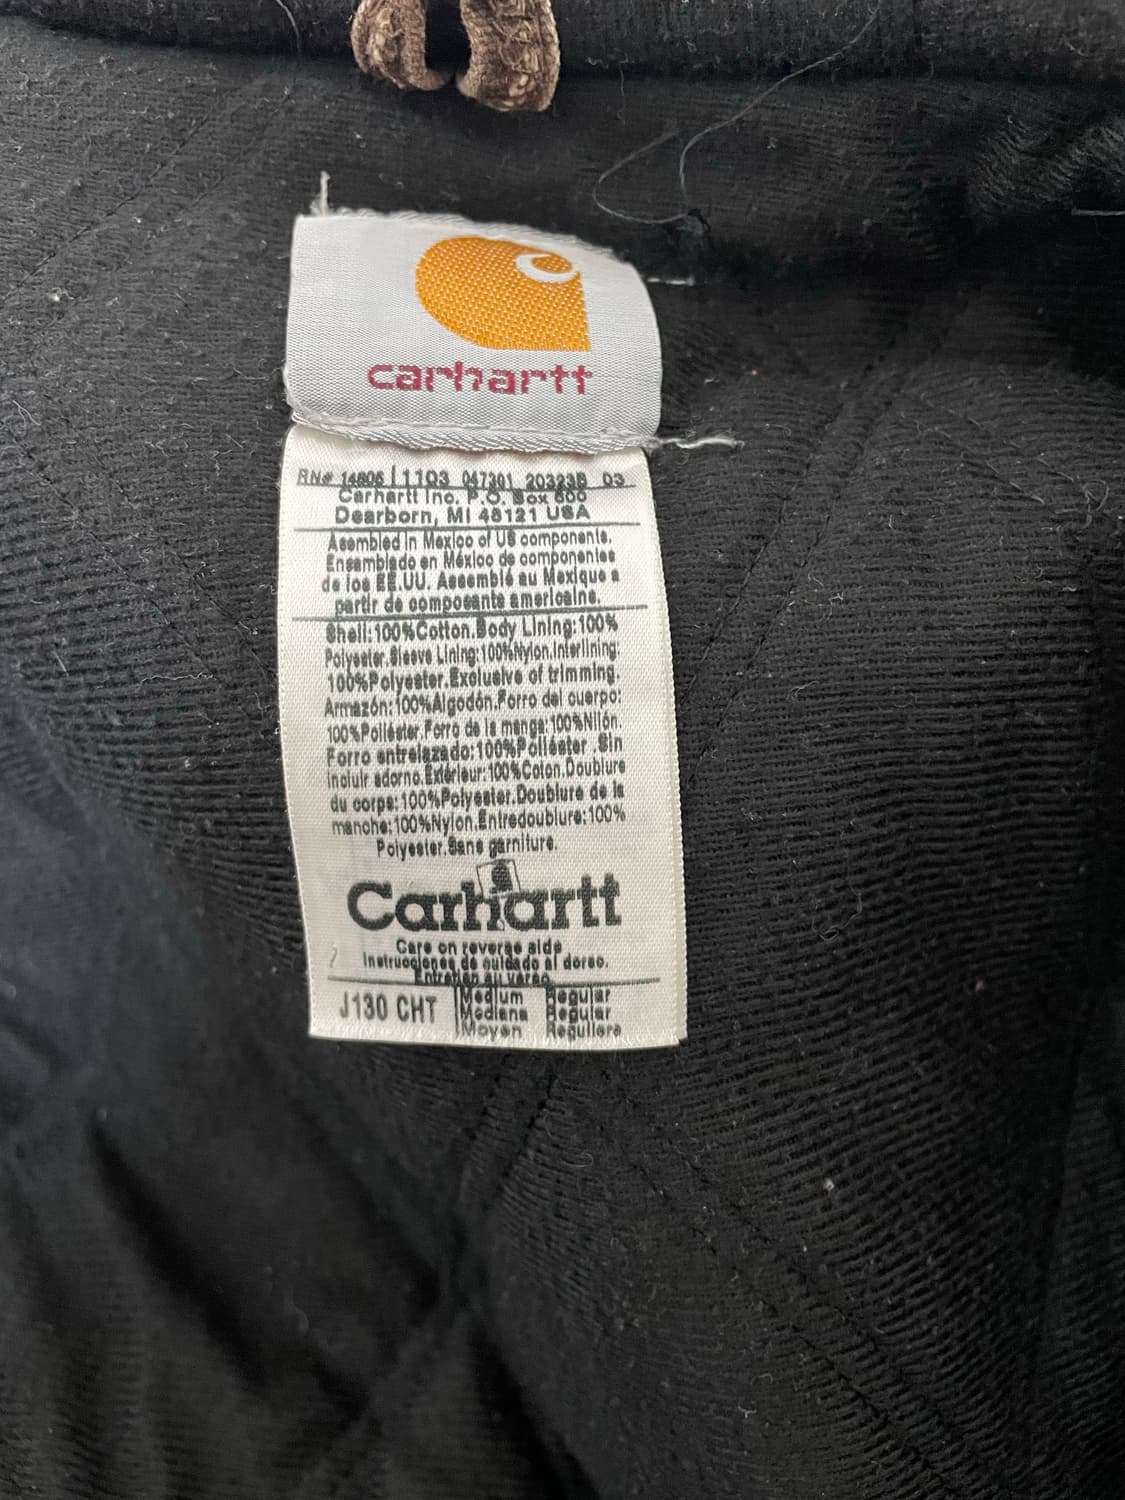 carhartt
RN# 14806 11103 047301 20323B 03
Carhartt Inc. P.O. Box 600
Dearborn, MI 48121 USA
Assembled in Mexico of US components.
Ensamblado en México de componentes
de los EE.UU. Assemblé au Mexique a
partir de composante americaine.
Shell:100%Cotton.Body Lining:100%
Polyester.Sleeve Lining:100%Nylon.Interlining:
100%Polyester.Exclusive of trimming.
Armazón:100%Algodón.Forro del cuerpo:
100%Poliéster.Forro de la manga:100%Nilón.
Forro entrelazado:100%Poliéster .Sin
incluir adorno.Extérieur:100%Coton.Doublure
du corps:100%Polyester.Doublure de la
manche:100%Nylon.Entredoublure:100%
Polyester.Sans garniture.
Carhartt
Care on reverse side
Instrucciones de cuidado al dorso.
Entretien au verso.
J130 CHT Medium Regular
Mediana Regular
Moyen Reguliere